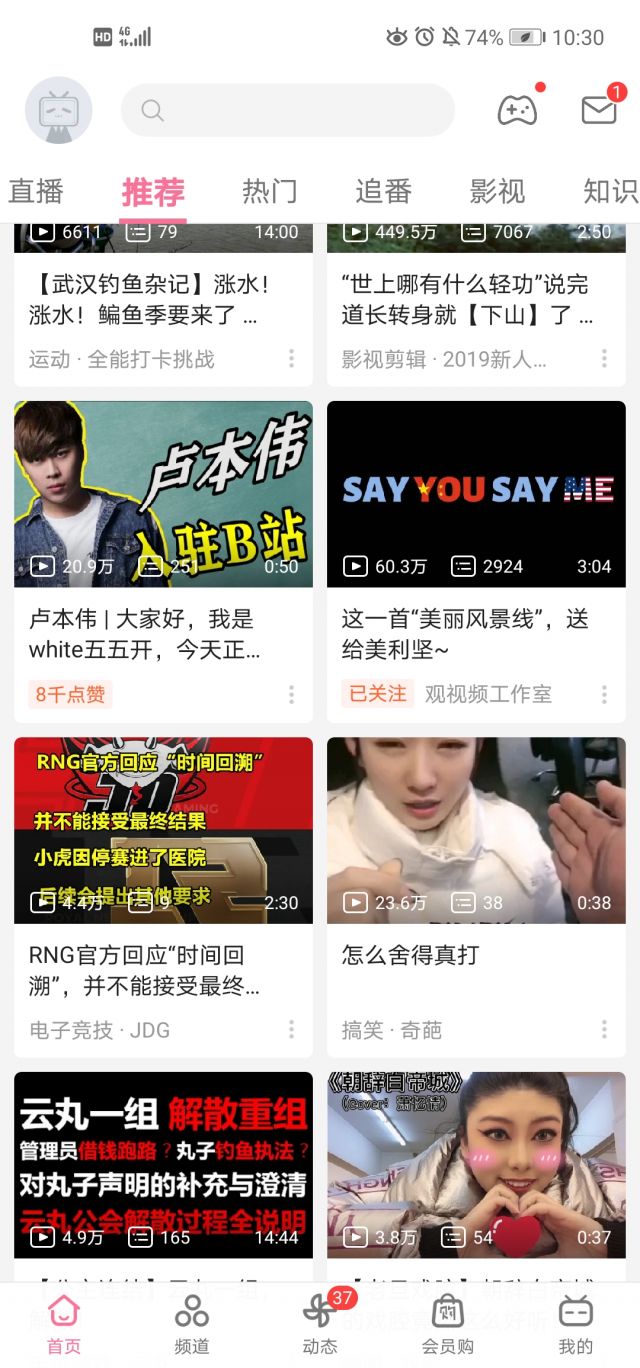 HD 4G 74% 10:30
1
直播 推荐 热门 追番 影视 知识
6611 79 14:00
449.5万 7067 2:50
【武汉钓鱼杂记】涨水！
涨水！鳊鱼季要来了 ...
运动 · 全能打卡挑战
“世上哪有什么轻功”说完
道长转身就【下山】了 ...
影视剪辑 · 2019新人...
卢本伟
入驻B站
20.9万 251 0:50
卢本伟 | 大家好，我是
white五五开，今天正...
8千点赞
SAY YOU SAY ME
60.3万 2924 3:04
这一首“美丽风景线”，送
给美利坚~
已关注 观视频工作室
RNG官方回应“时间回溯”
并不能接受最终结果
小虎因停赛进了医院
后续会提出其他要求
4.4万 9 2:30
RNG官方回应“时间回
溯”，并不能接受最终...
电子竞技 · JDG
23.6万 38 0:38
怎么舍得真打
搞笑 · 奇葩
云丸一组 解散重组
管理员借钱跑路？丸子钓鱼执法？
对丸子声明的补充与澄清
云丸公会解散过程全说明
4.9万 165 14:44
《朝辞白帝城》
（Cover：萧忆情）
3.8万 54 0:37
37
首页 频道 动态 会员购 我的